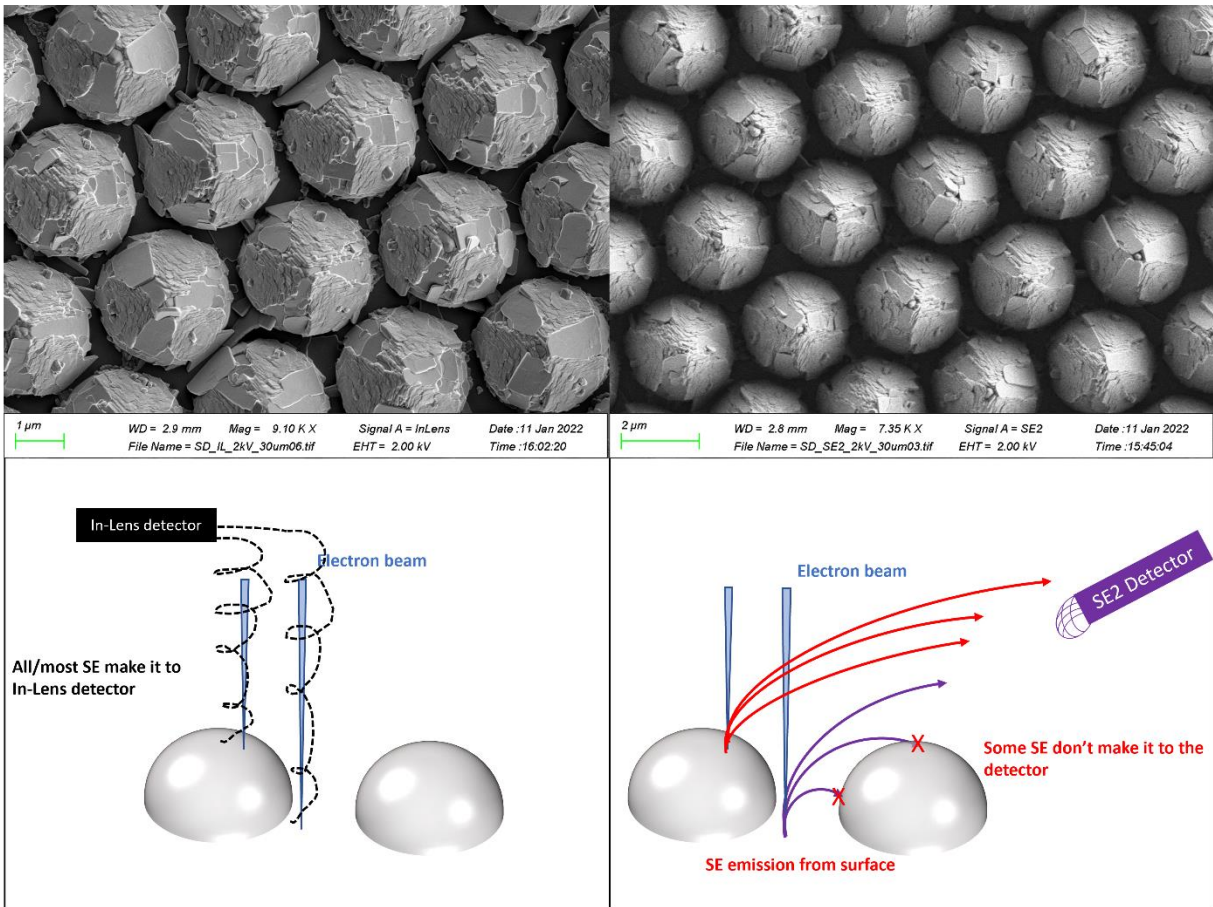 1 µm
WD = 2.9 mm Mag = 9.10 K X Signal A = InLens Date :11 Jan 2022
File Name = SD_IL_2kV_30um06.tif EHT = 2.00 kV Time :16:02:20
2 µm
WD = 2.8 mm Mag = 7.35 K X Signal A = SE2 Date :11 Jan 2022
File Name = SD_SE2_2kV_30um03.tif EHT = 2.00 kV Time :15:45:04
In-Lens detector
Electron beam
All/most SE make it to
In-Lens detector
Electron beam
SE2 Detector
Some SE don’t make it to the
detector
SE emission from surface